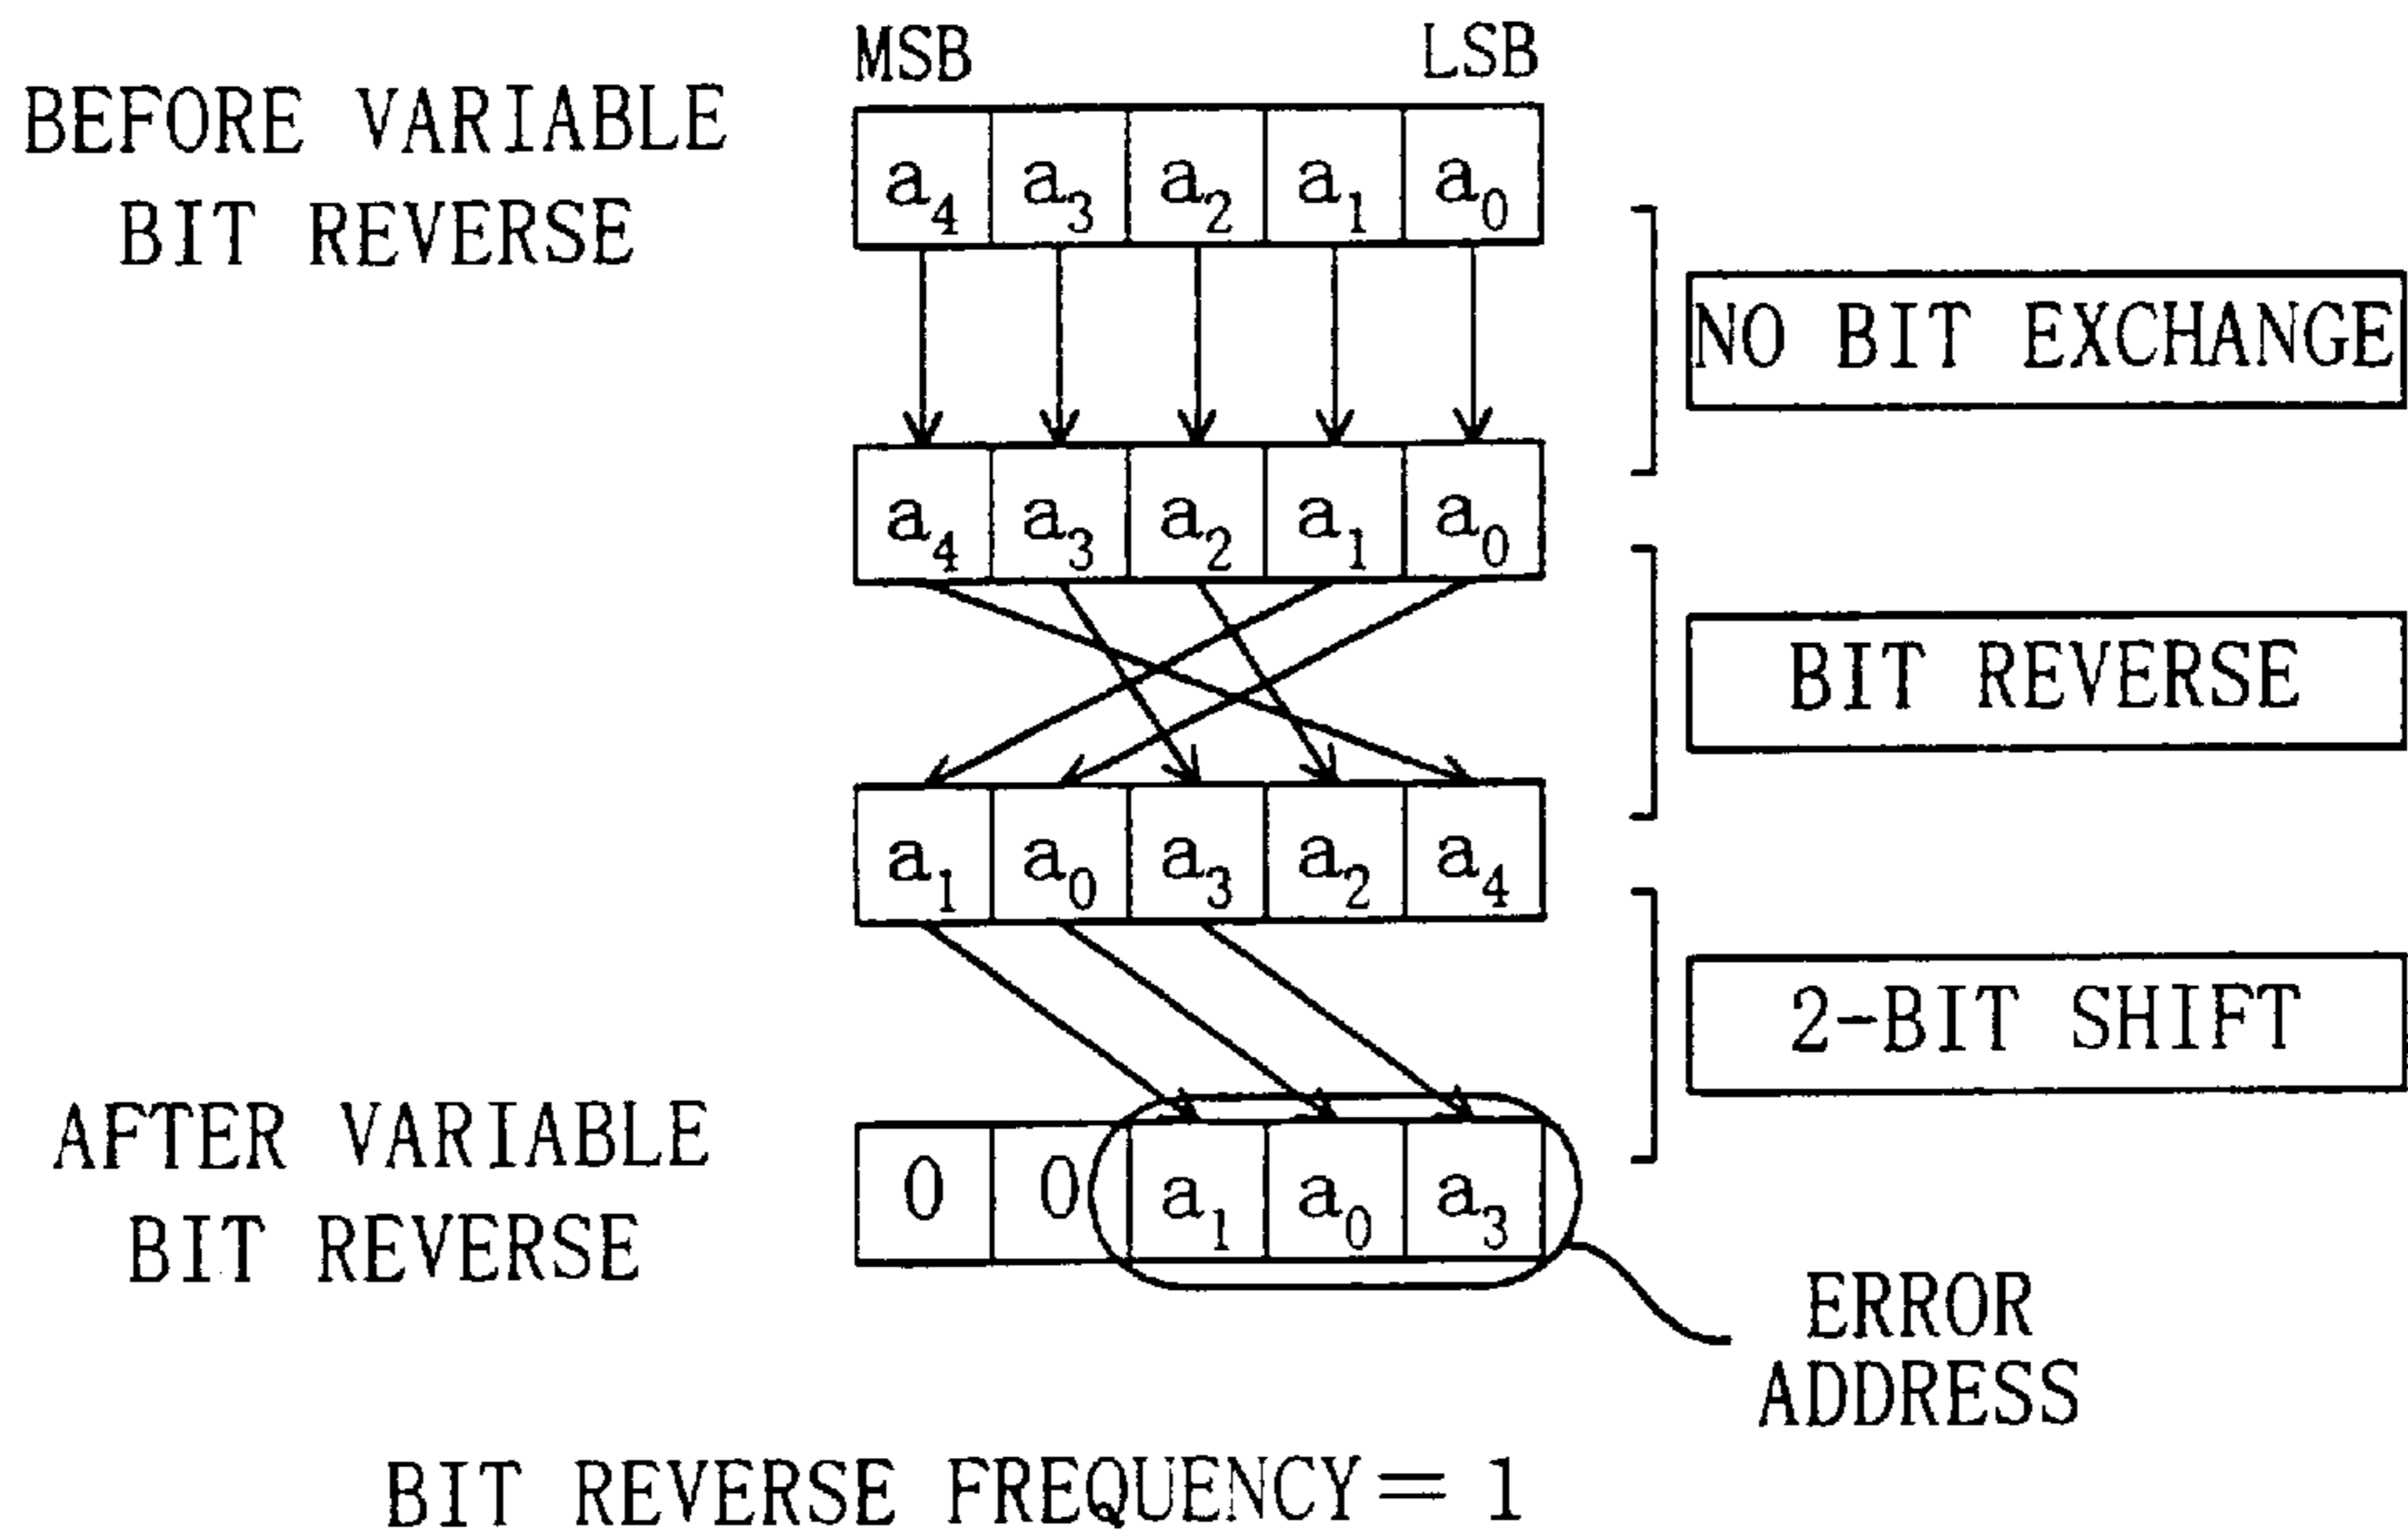 MSB LSB
BEFORE VARIABLE
BIT REVERSE
a₄ a₃ a₂ a₁ a₀
NO BIT EXCHANGE
a₄ a₃ a₂ a₁ a₀
BIT REVERSE
a₁ a₀ a₃ a₂ a₄
2-BIT SHIFT
AFTER VARIABLE
BIT REVERSE
0 0 a₁ a₀ a₃
ERROR
ADDRESS
BIT REVERSE FREQUENCY = 1